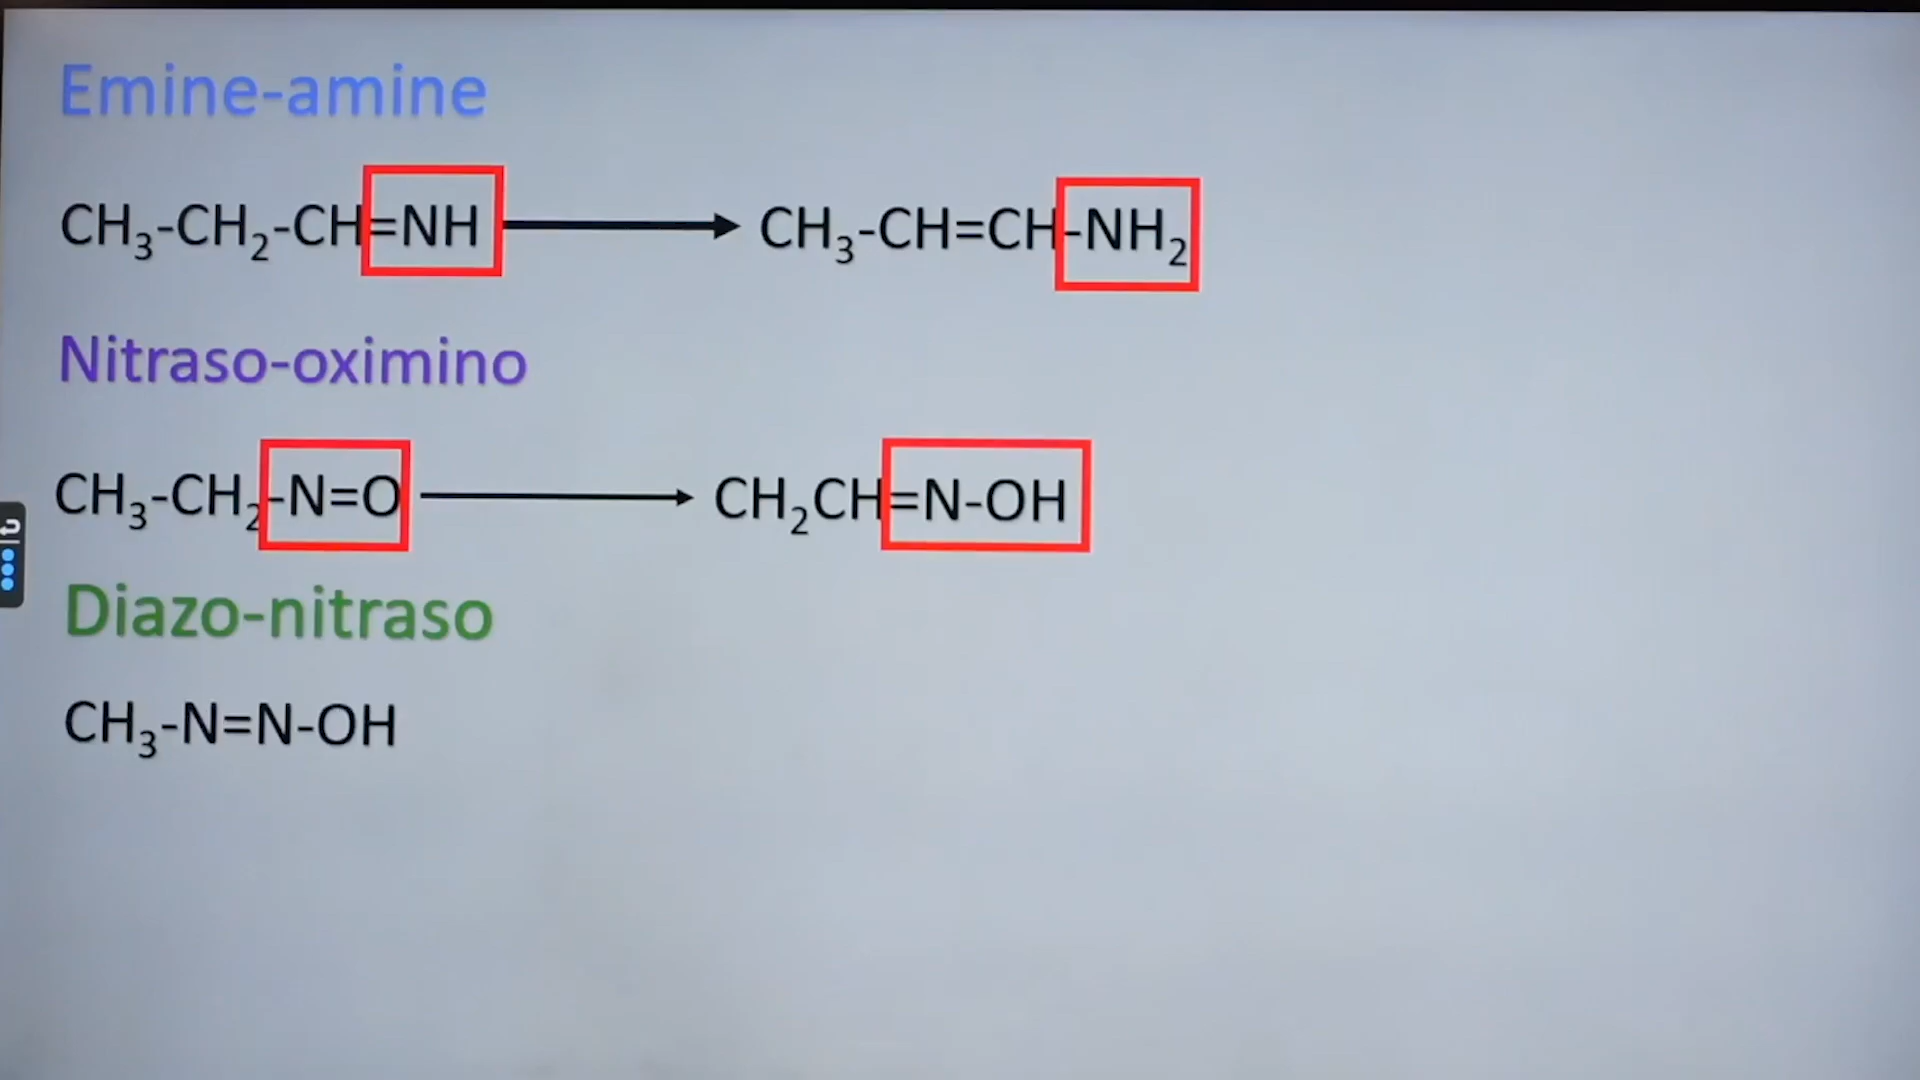 Emine-amine
CH₃-CH₂-CH=NH → CH₃-CH=CH-NH₂
Nitraso-oximino
CH₃-CH₂-N=O → CH₂CH=N-OH
Diazo-nitraso
CH₃-N=N-OH